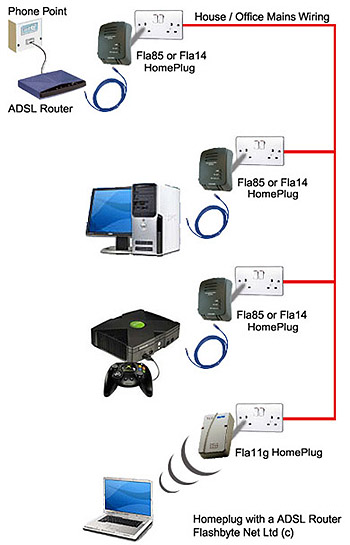 Phone Point
House / Office Mains Wiring
Fla85 or Fla14
HomePlug
ADSL Router
Fla85 or Fla14
HomePlug
Fla85 or Fla14
HomePlug
Fla11g HomePlug
Homeplug with a ADSL Router
Flashbyte Net Ltd (c)